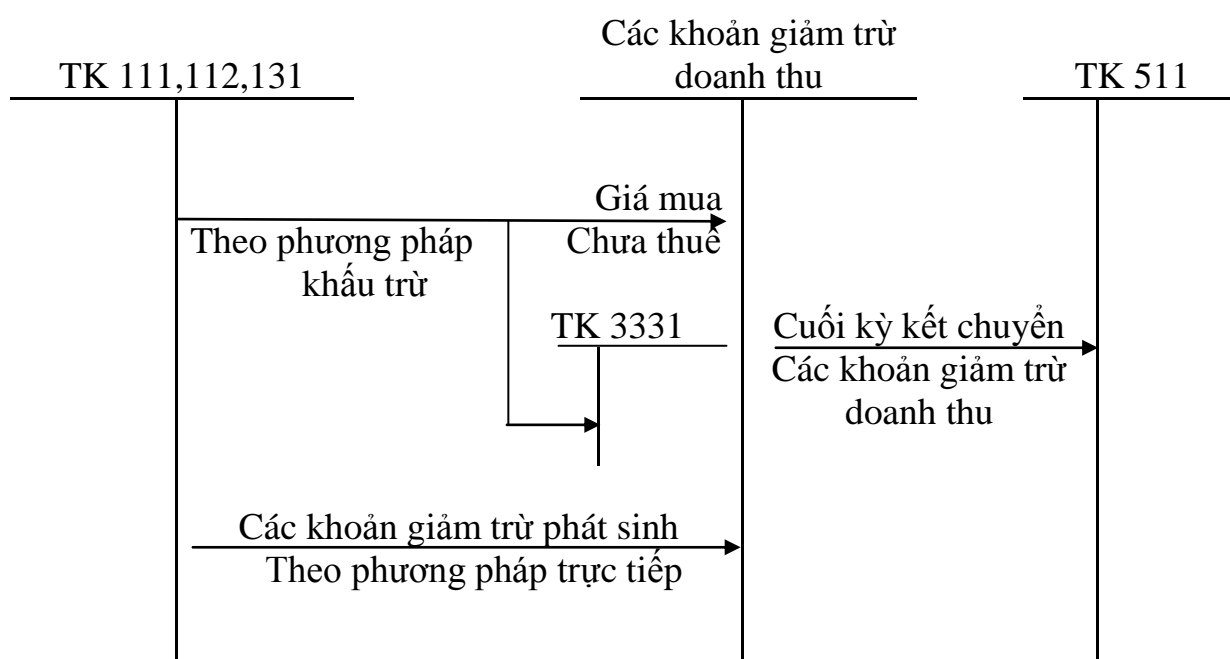 Các khoản giảm trừ
doanh thu
TK 111,112,131
TK 511
Giá mua
Chưa thuế
Theo phương pháp
khấu trừ
TK 3331
Cuối kỳ kết chuyển
Các khoản giảm trừ
doanh thu
Các khoản giảm trừ phát sinh
Theo phương pháp trực tiếp